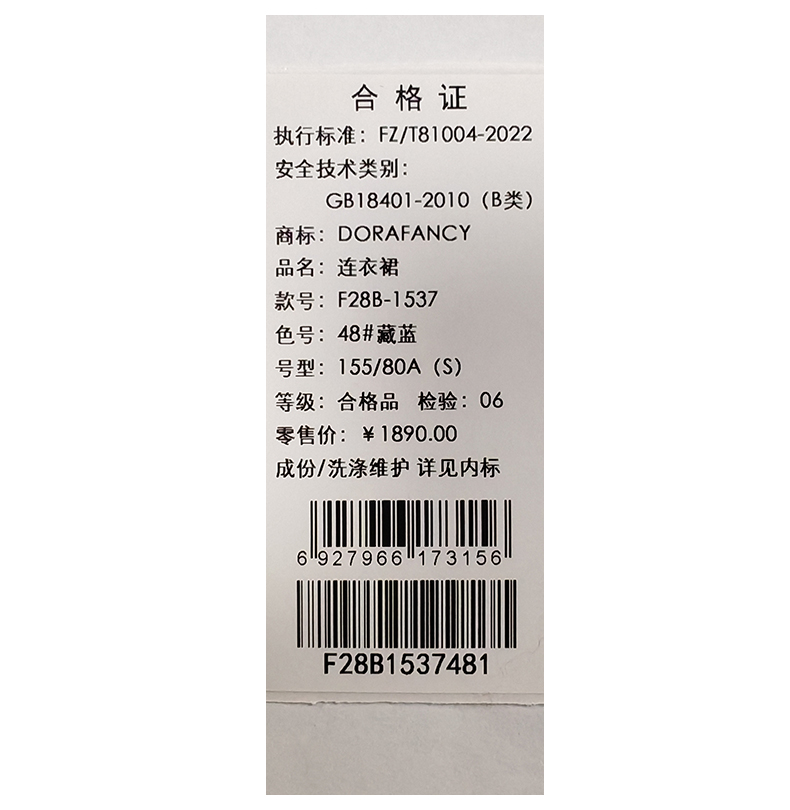 合格证
执行标准：FZ/T81004-2022
安全技术类别：
GB18401-2010（B类）
商标：DORAFANCY
品名：连衣裙
款号：F28B-1537
色号：48#藏蓝
号型：155/80A（S）
等级：合格品 检验：06
零售价：￥1890.00
成份/洗涤维护 详见内标
6 927966 173156
F28B1537481